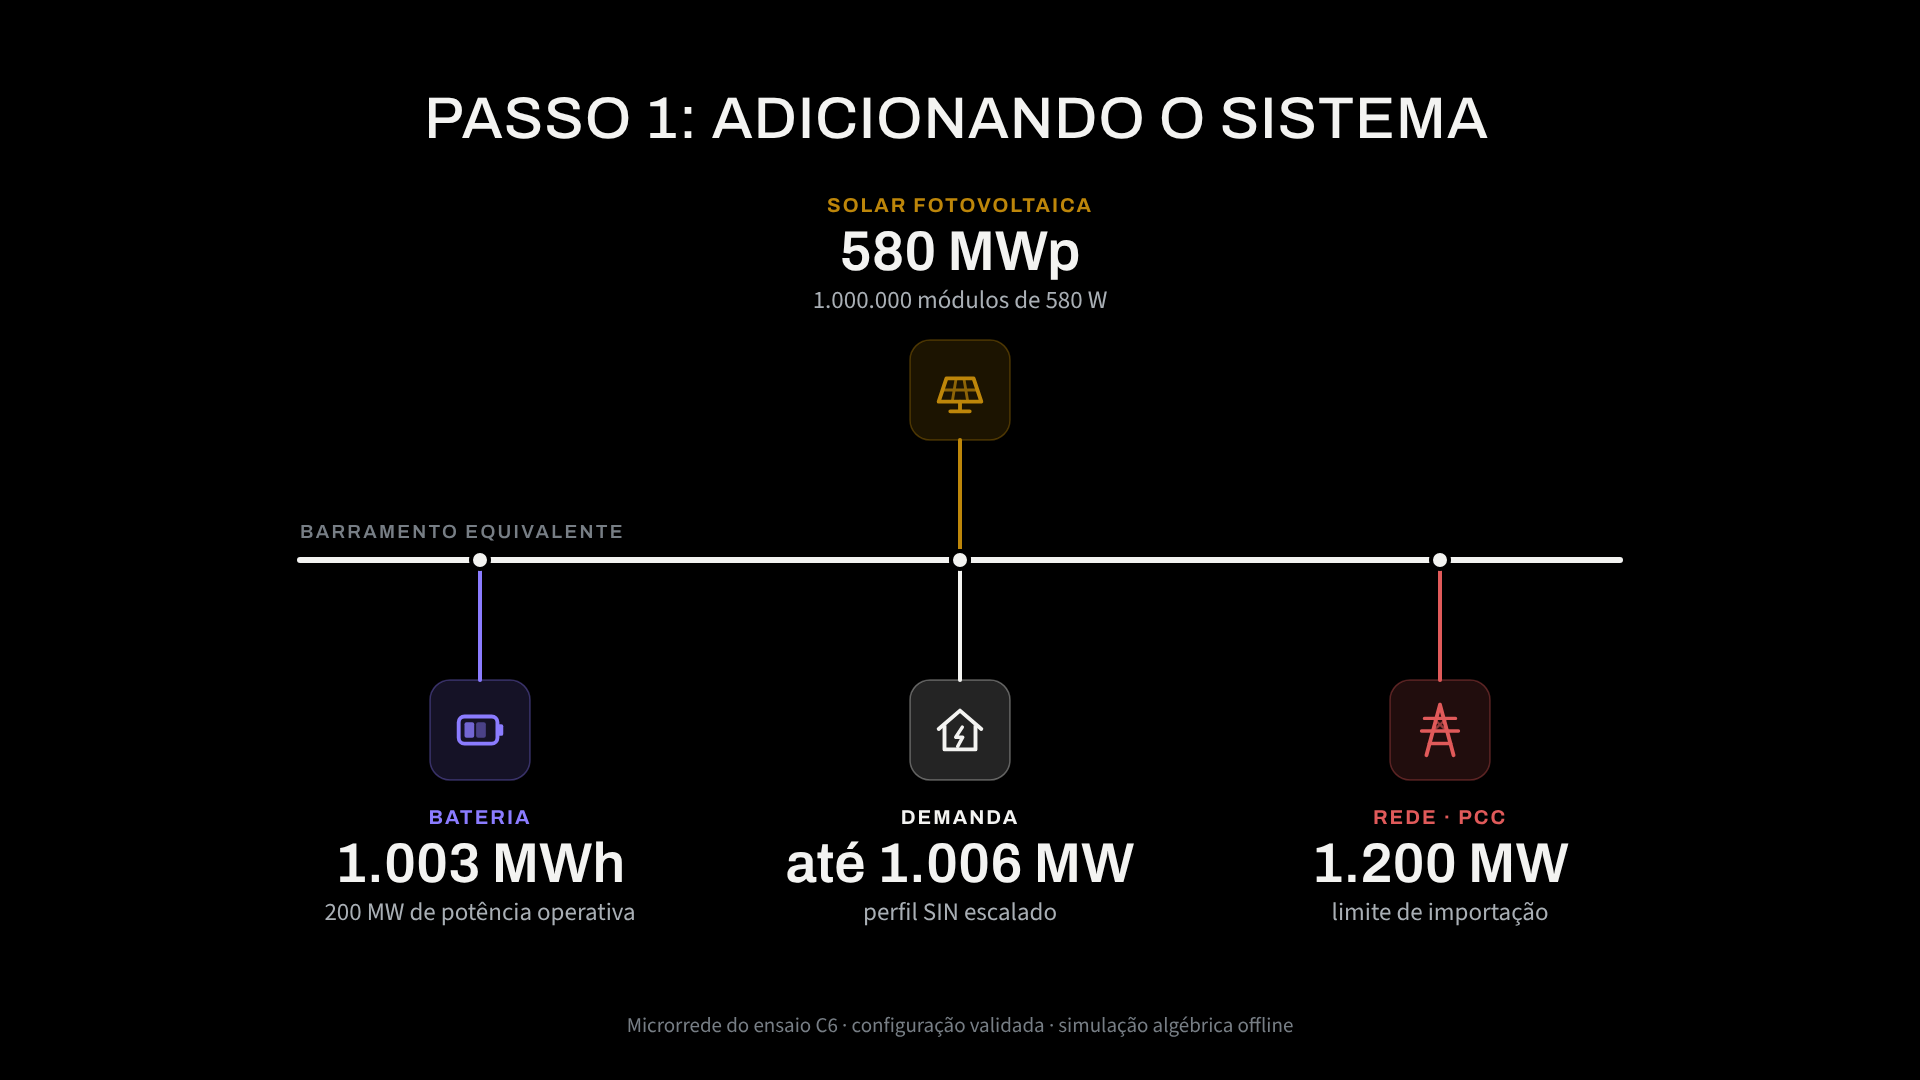 PASSO 1: ADICIONANDO O SISTEMA
SOLAR FOTOVOLTAICA
580 MWp
1.000.000 módulos de 580 W
BARRAMENTO EQUIVALENTE
BATERIA
1.003 MWh
200 MW de potência operativa
DEMANDA
até 1.006 MW
perfil SIN escalado
REDE · PCC
1.200 MW
limite de importação
Microrrede do ensaio C6 · configuração validada · simulação algébrica offline